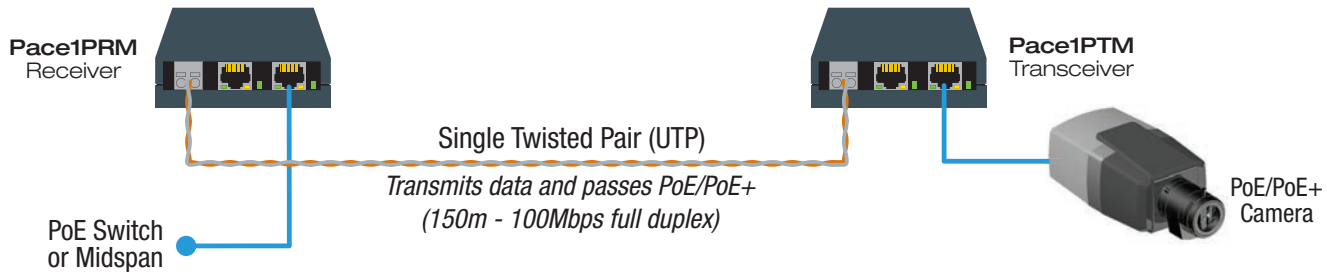 Pace1PRM
Receiver
Pace1PTM
Transceiver
Single Twisted Pair (UTP)
Transmits data and passes PoE/PoE+
(150m - 100Mbps full duplex)
PoE/PoE+
Camera
PoE Switch
or Midspan